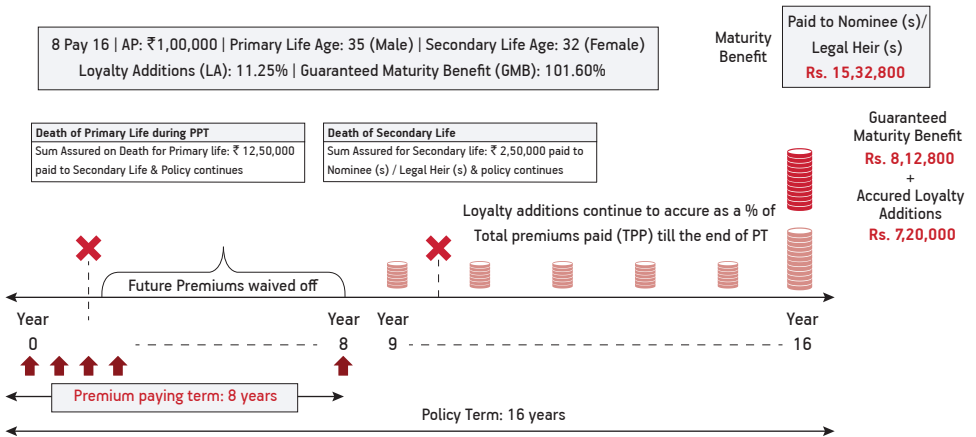 8 Pay 16 | AP: ₹1,00,000 | Primary Life Age: 35 (Male) | Secondary Life Age: 32 (Female)
Loyalty Additions (LA): 11.25% | Guaranteed Maturity Benefit (GMB): 101.60%
Maturity
Benefit
Paid to Nominee (s)/
Legal Heir (s)
Rs. 15,32,800
Death of Primary Life during PPT
Sum Assured on Death for Primary life: ₹ 12,50,000
paid to Secondary Life & Policy continues
Death of Secondary Life
Sum Assured for Secondary life: ₹ 2,50,000 paid to
Nominee (s) / Legal Heir (s) & policy continues
Guaranteed
Maturity Benefit
Rs. 8,12,800
+
Accured Loyalty
Additions
Rs. 7,20,000
Loyalty additions continue to accure as a % of
Total premiums paid (TPP) till the end of PT
Future Premiums waived off
Year
0
Year
8
Year
9
Year
16
Premium paying term: 8 years
Policy Term: 16 years